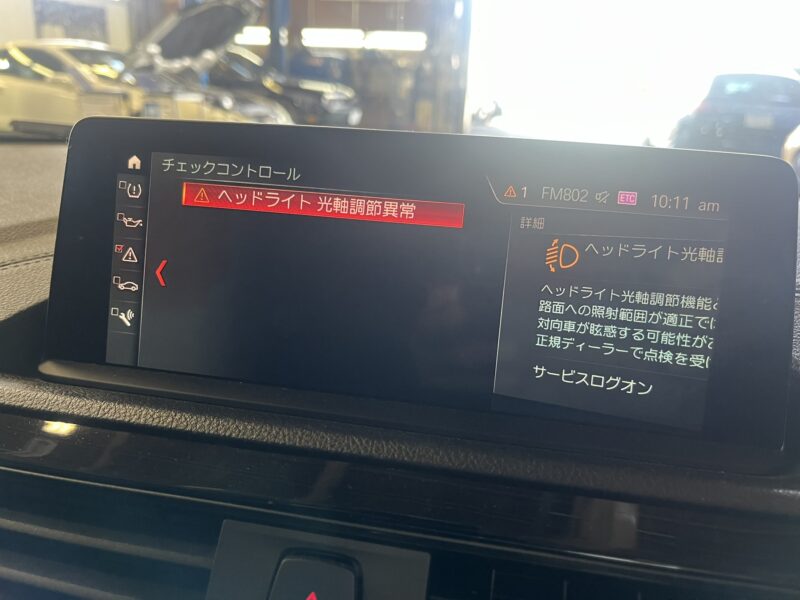 チェックコントロール
ヘッドライト 光軸調節異常
1 FM802 ETC 10:11 am
詳細
ヘッドライト光軸
ヘッドライト光軸調節機能
路面への照射範囲が適正で
対向車が眩惑する可能性が
正規ディーラーで点検を受
サービスログオン